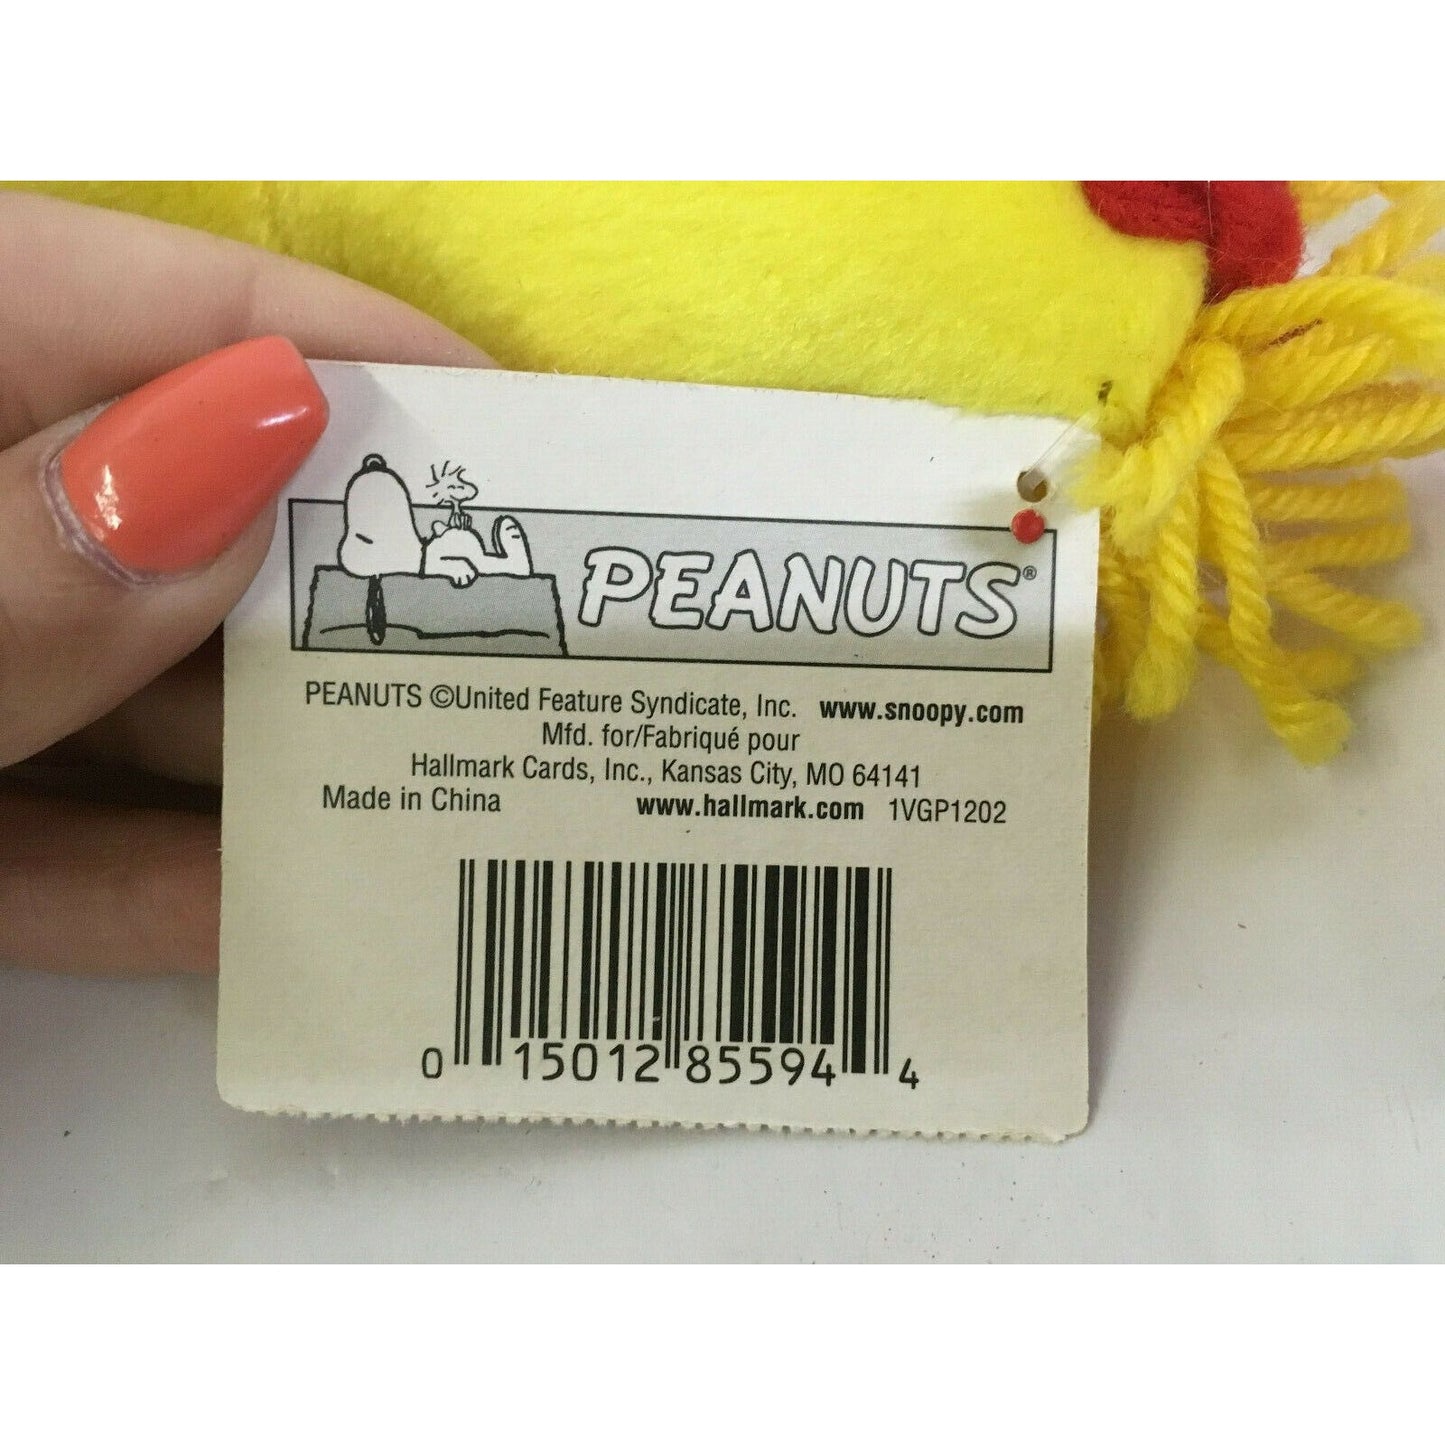 PEANUTS®
PEANUTS ©United Feature Syndicate, Inc. www.snoopy.com
Mfd. for/Fabriqué pour
Hallmark Cards, Inc., Kansas City, MO 64141
Made in China www.hallmark.com 1VGP1202
0 15012 85594 4